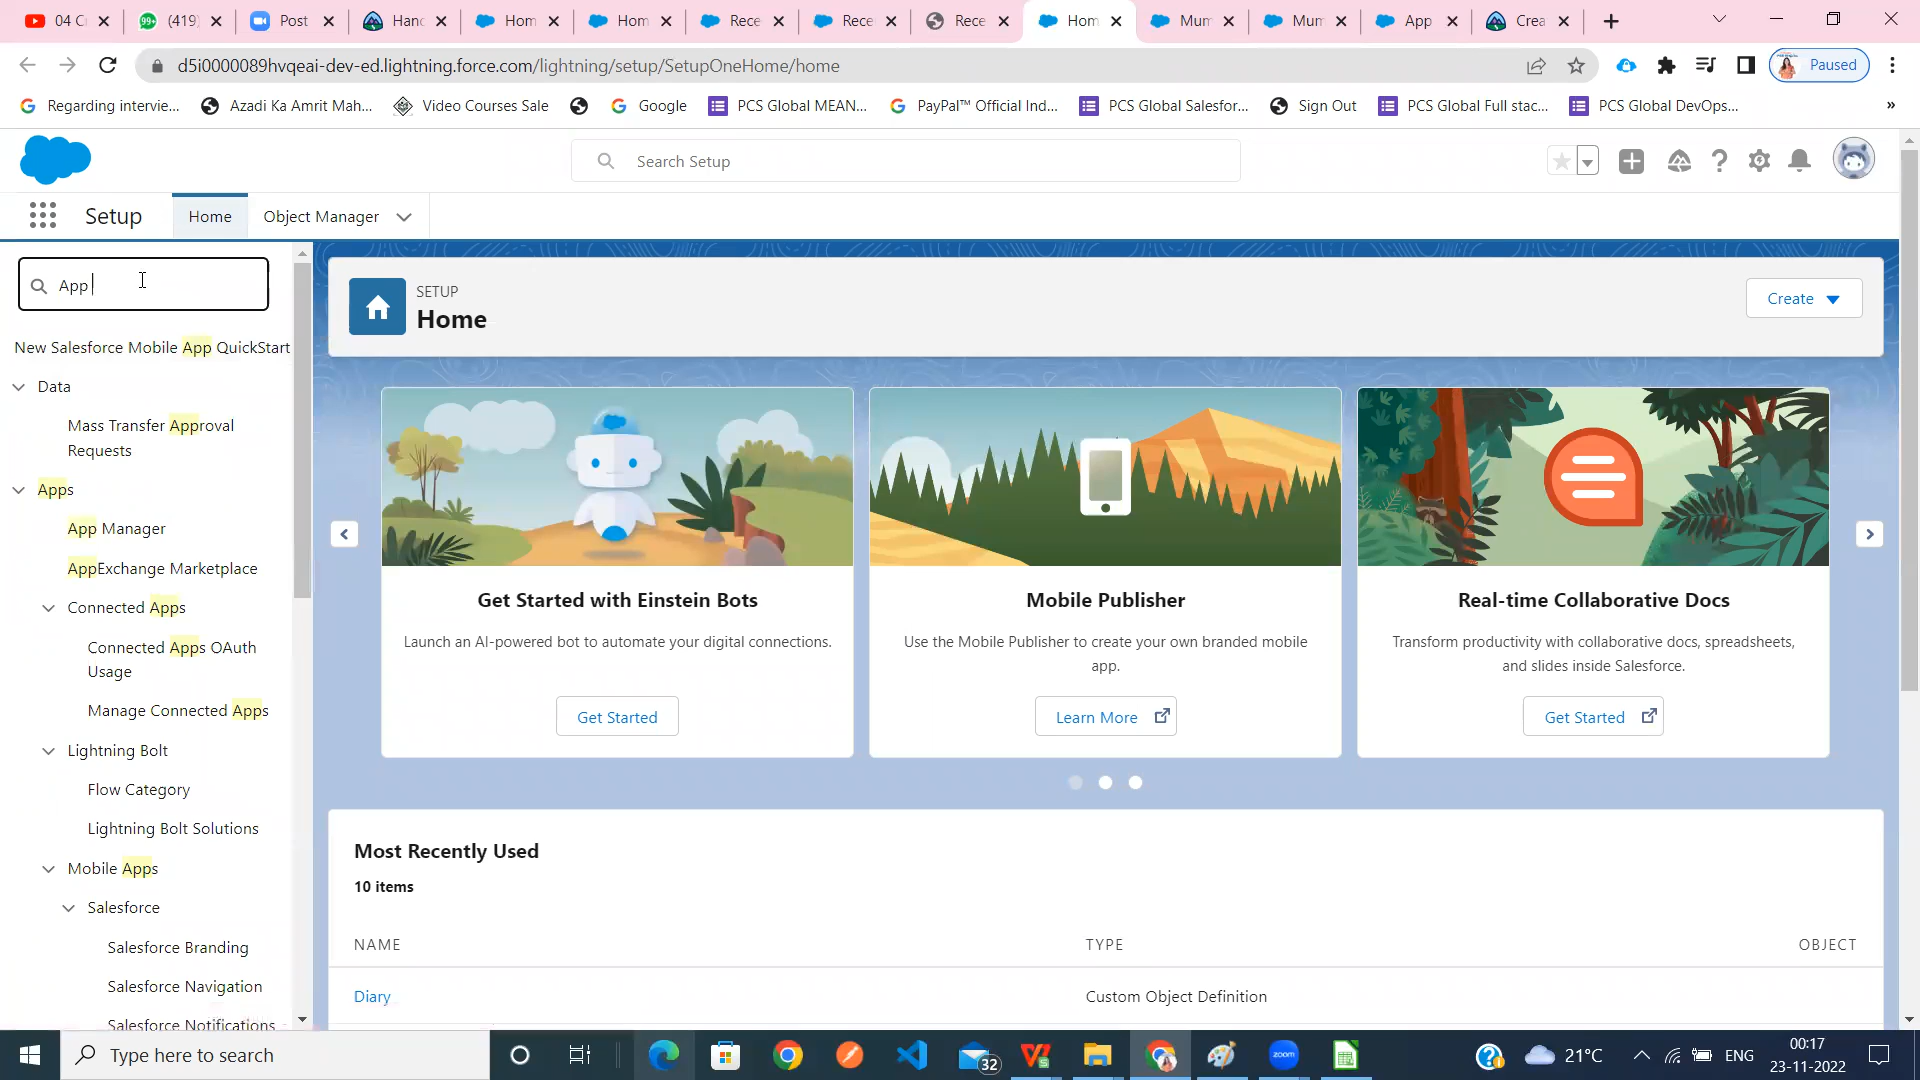 04 C
(419)
Post
Hand
Hom
Hom
Rece
Rece
Rece
Hom
Mum
Mum
App
Crea
d5i0000089hvqeai-dev-ed.lightning.force.com/lightning/setup/SetupOneHome/home
Paused
Regarding intervie...
Azadi Ka Amrit Mah...
Video Courses Sale
Google
PCS Global MEAN...
PayPal™ Official Ind...
PCS Global Salesfor...
Sign Out
PCS Global Full stac...
PCS Global DevOps...
»
Search Setup
Setup
Home
Object Manager
App
New Salesforce Mobile App QuickStart
Data
Mass Transfer Approval
Requests
Apps
App Manager
AppExchange Marketplace
Connected Apps
Connected Apps OAuth
Usage
Manage Connected Apps
Lightning Bolt
Flow Category
Lightning Bolt Solutions
Mobile Apps
Salesforce
Salesforce Branding
Salesforce Navigation
Salesforce Notifications
SETUP
Home
Create
Get Started with Einstein Bots
Launch an AI-powered bot to automate your digital connections.
Get Started
Mobile Publisher
Use the Mobile Publisher to create your own branded mobile
app.
Learn More
Real-time Collaborative Docs
Transform productivity with collaborative docs, spreadsheets,
and slides inside Salesforce.
Get Started
Most Recently Used
10 items
NAME
TYPE
OBJECT
Diary
Custom Object Definition
Type here to search
32
zoom
21°C
ENG
00:17
23-11-2022